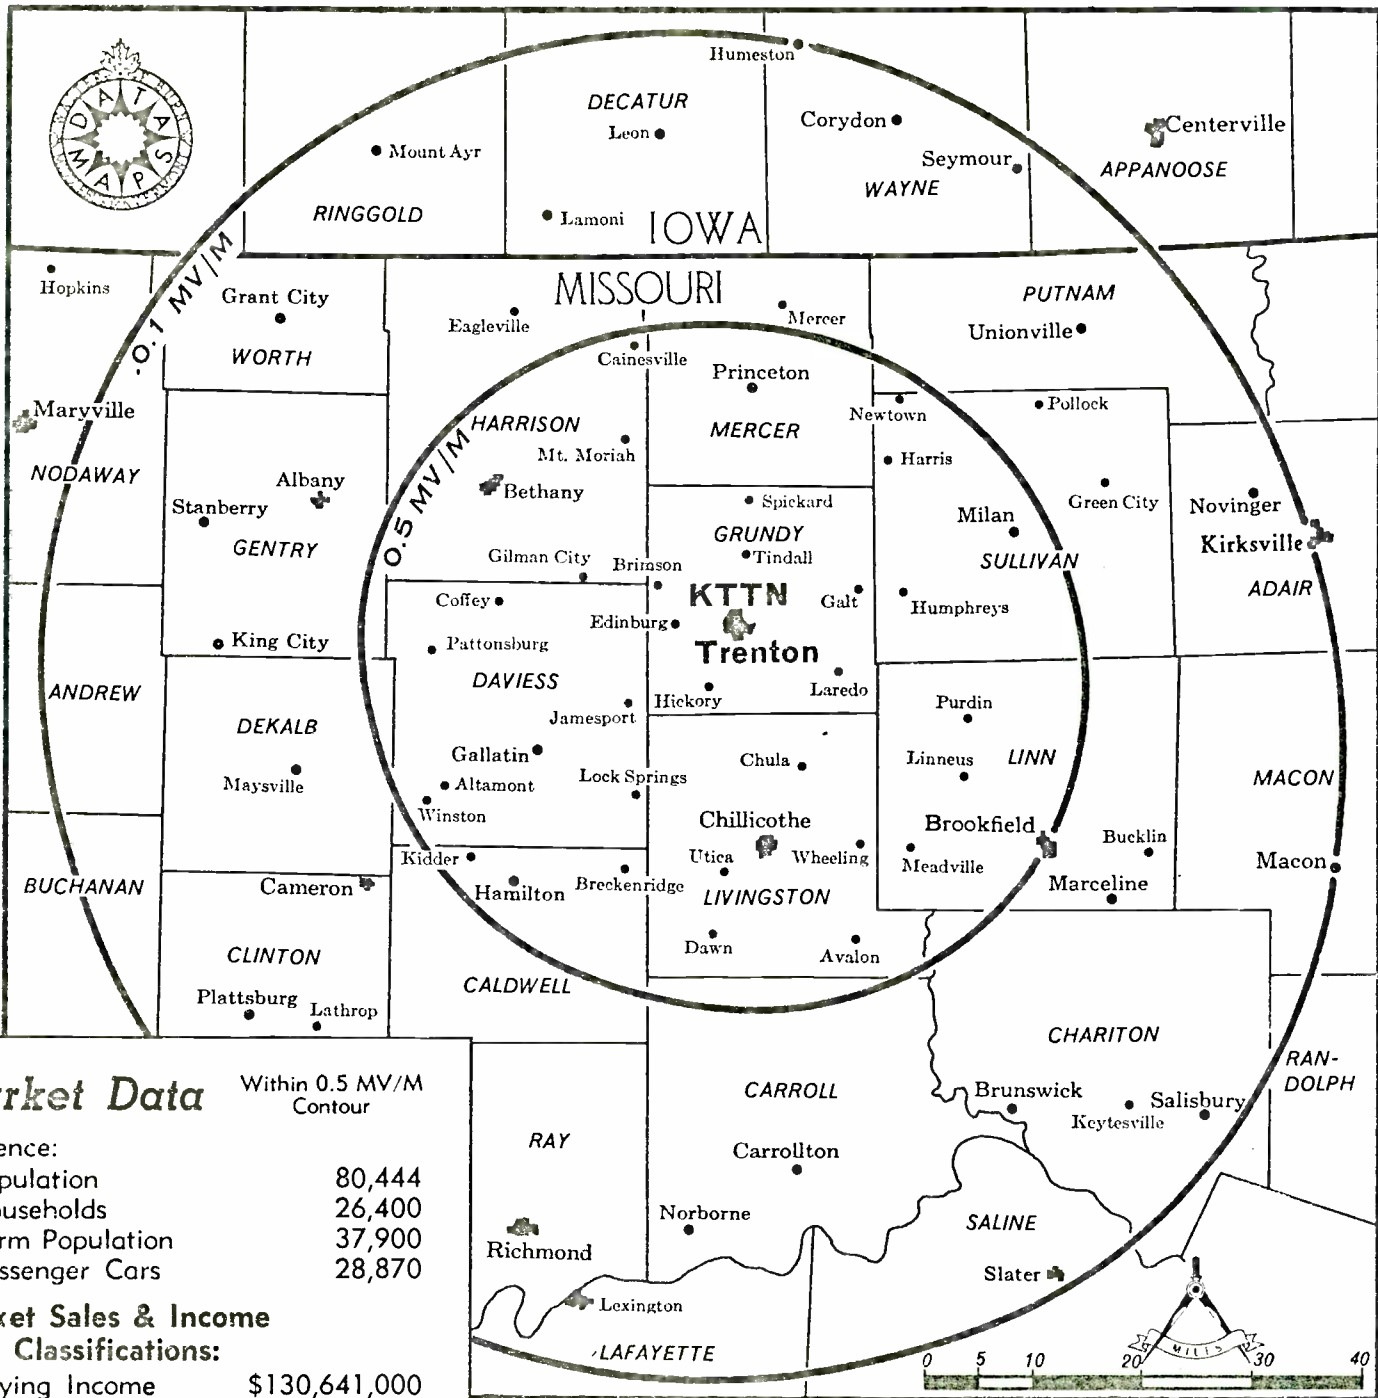 Humeston
DECATUR
Leon
Corydon
Centerville
Mount Ayr
Seymour
APPANOOSE
WAYNE
RINGGOLD
Lamoni
IOWA
DATA
MAPS
0.1 MV/M
Hopkins
MISSOURI
Grant City
PUTNAM
Eagleville
Mercer
Unionville
WORTH
Cainesville
Princeton
Maryville
Newtown
Pollock
HARRISON
MERCER
Mt. Moriah
Harris
0.5 MV/M
NODAWAY
Albany
Bethany
Spickard
Green City
Novinger
Stanberry
Milan
GRUNDY
Kirksville
GENTRY
Gilman City
Brimson
Tindall
SULLIVAN
ADAIR
Coffey
KTTN
Galt
Humphreys
Edinburg
King City
Pattonsburg
Trenton
ANDREW
DAVIESS
Hickory
Laredo
Purdin
Jamesport
DEKALB
Gallatin
Chula
Linneus
LINN
MACON
Maysville
Altamont
Lock Springs
Winston
Chillicothe
Brookfield
Bucklin
Kidder
Utica
Wheeling
Meadville
Macon
BUCHANAN
Cameron
Hamilton
Breckenridge
LIVINGSTON
Marceline
CLINTON
Dawn
Avalon
CALDWELL
Plattsburg
Lathrop
CHARITON
RAN-
DOLPH
rket Data
Within 0.5 MV/M
Contour
CARROLL
Brunswick
Keytesville
Salisbury
ence:
pulation 80,444
ouseholds 26,400
rm Population 37,900
ssenger Cars 28,870
RAY
Carrollton
Norborne
SALINE
Richmond
Slater
Lexington
ket Sales & Income
Classifications:
LAFAYETTE
MILES
0 5 10 20 30 40
ying Income $130,641,000